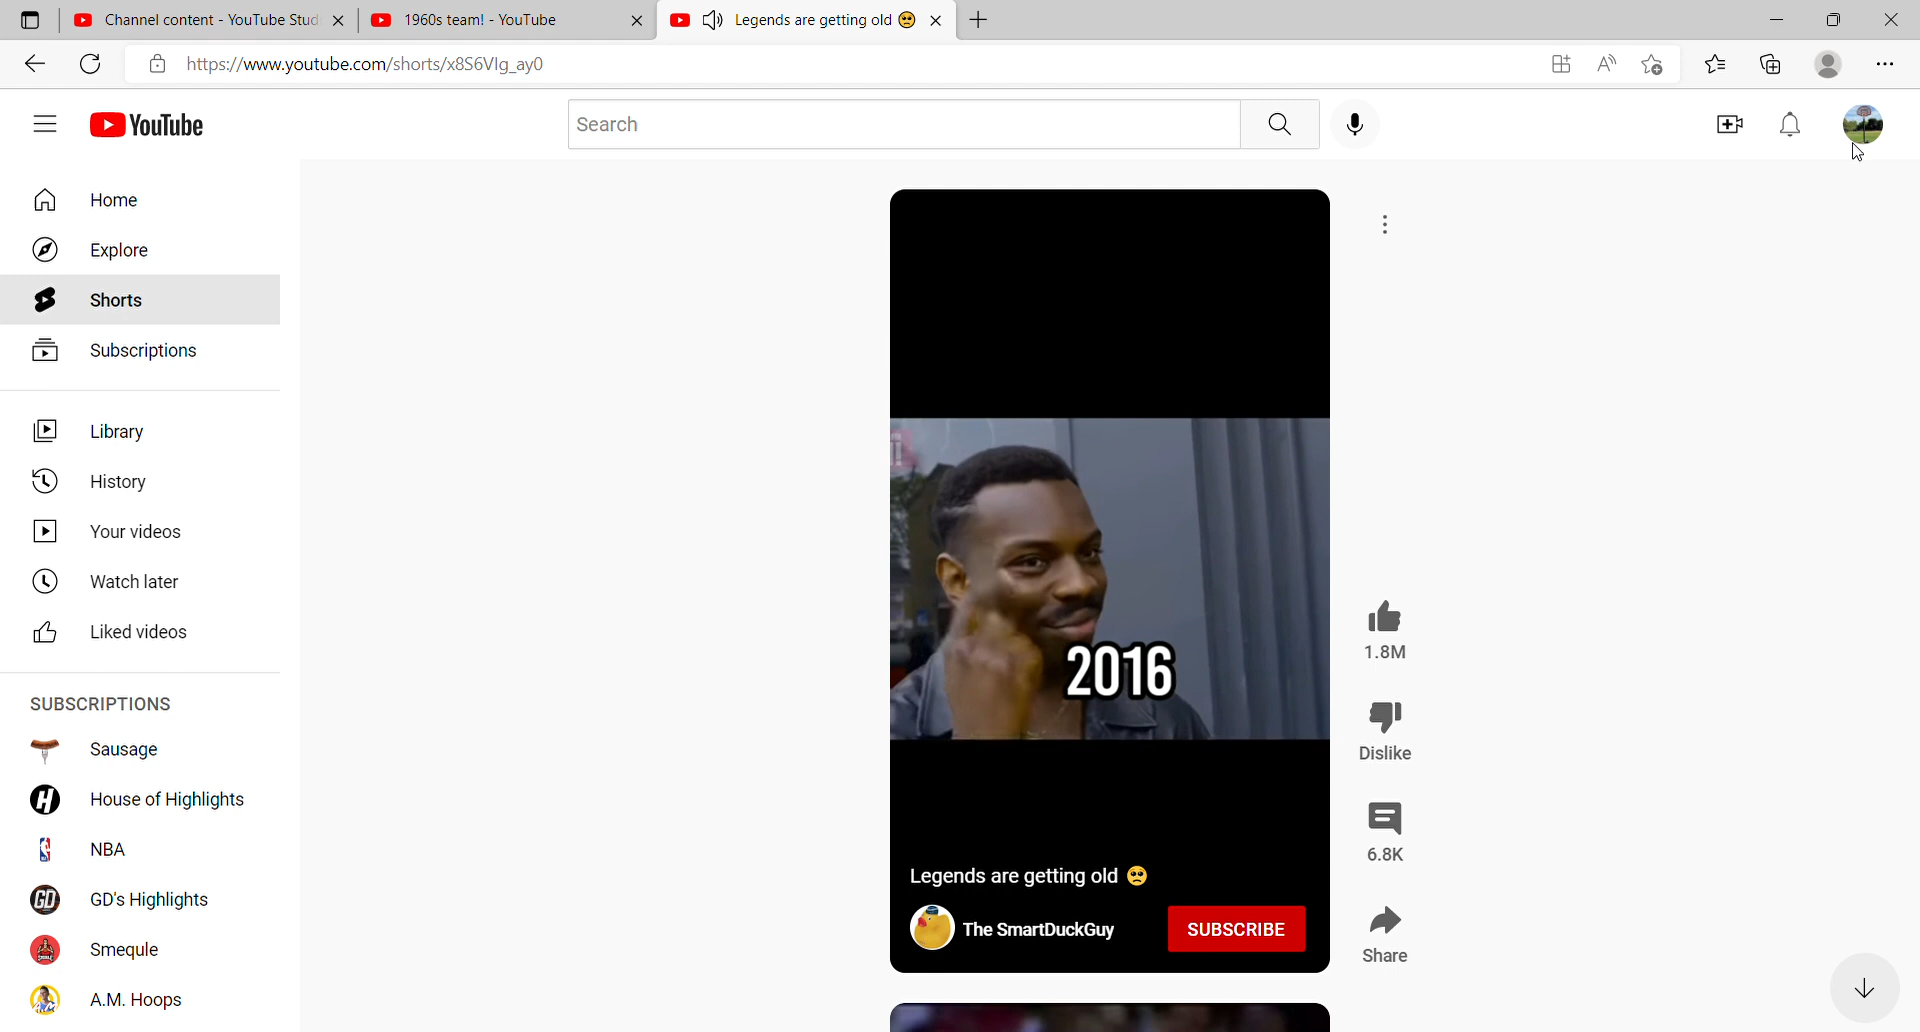 Channel content - YouTube Stud
1960s team! - YouTube
Legends are getting old 🥺
https://www.youtube.com/shorts/x8S6VIg_ay0
YouTube
Search
Home
Explore
Shorts
Subscriptions
Library
History
Your videos
Watch later
Liked videos
SUBSCRIPTIONS
Sausage
House of Highlights
NBA
GD's Highlights
Smequle
A.M. Hoops
2016
Legends are getting old 🥺
The SmartDuckGuy
SUBSCRIBE
1.8M
Dislike
6.8K
Share